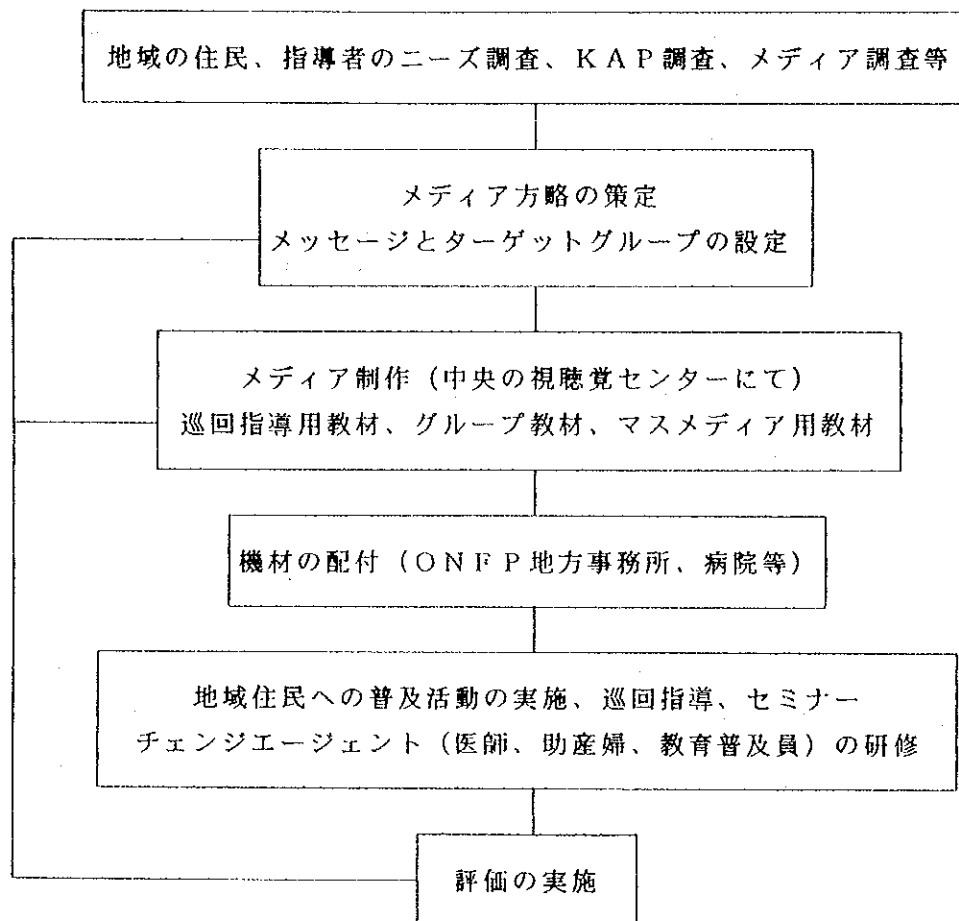 地域の住民、指導者のニーズ調査、ＫＡＰ調査、メディア調査等
メディア方略の策定
メッセージとターゲットグループの設定
メディア制作（中央の視聴覚センターにて）
巡回指導用教材、グループ教材、マスメディア用教材
機材の配付（ＯＮＦＰ地方事務所、病院等）
地域住民への普及活動の実施、巡回指導、セミナー
チェンジエージェント（医師、助産婦、教育普及員）の研修
評価の実施